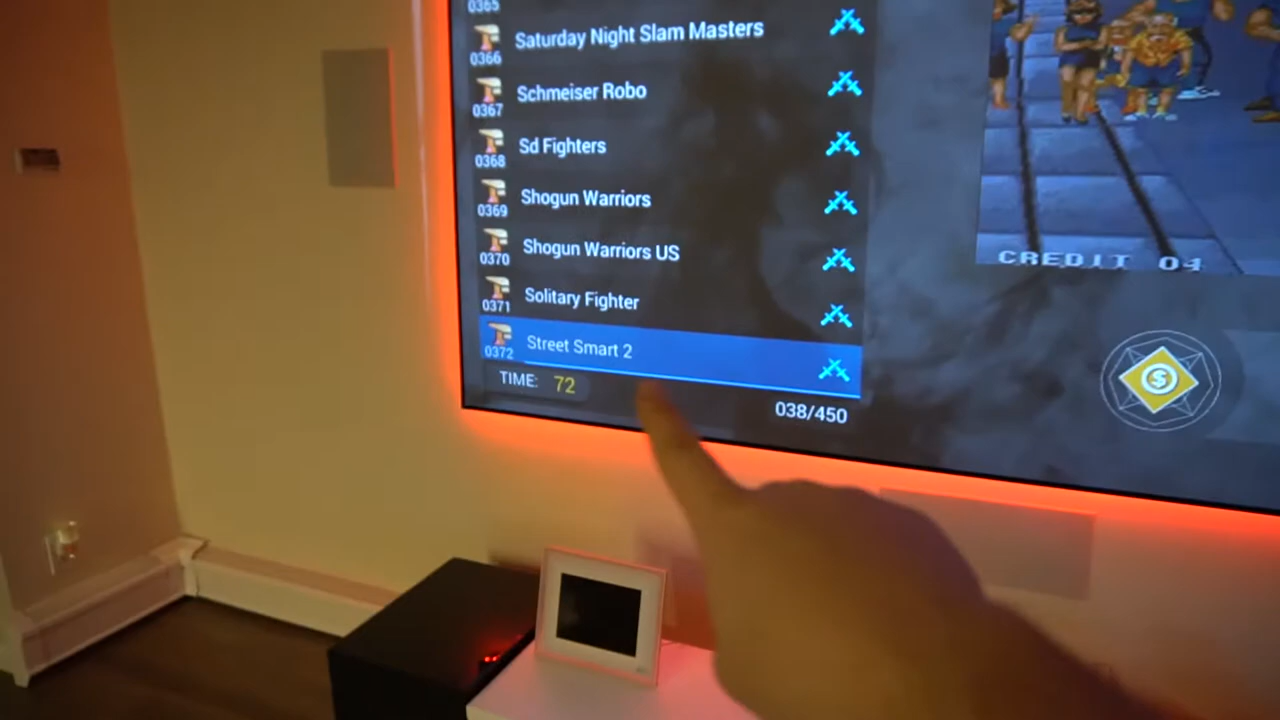 0365
Saturday Night Slam Masters
0366
Schmeiser Robo
0367
Sd Fighters
0368
Shogun Warriors
0369
Shogun Warriors US
0370
Solitary Fighter
0371
Street Smart 2
0372
TIME: 72
038/450
CREDIT 04
$